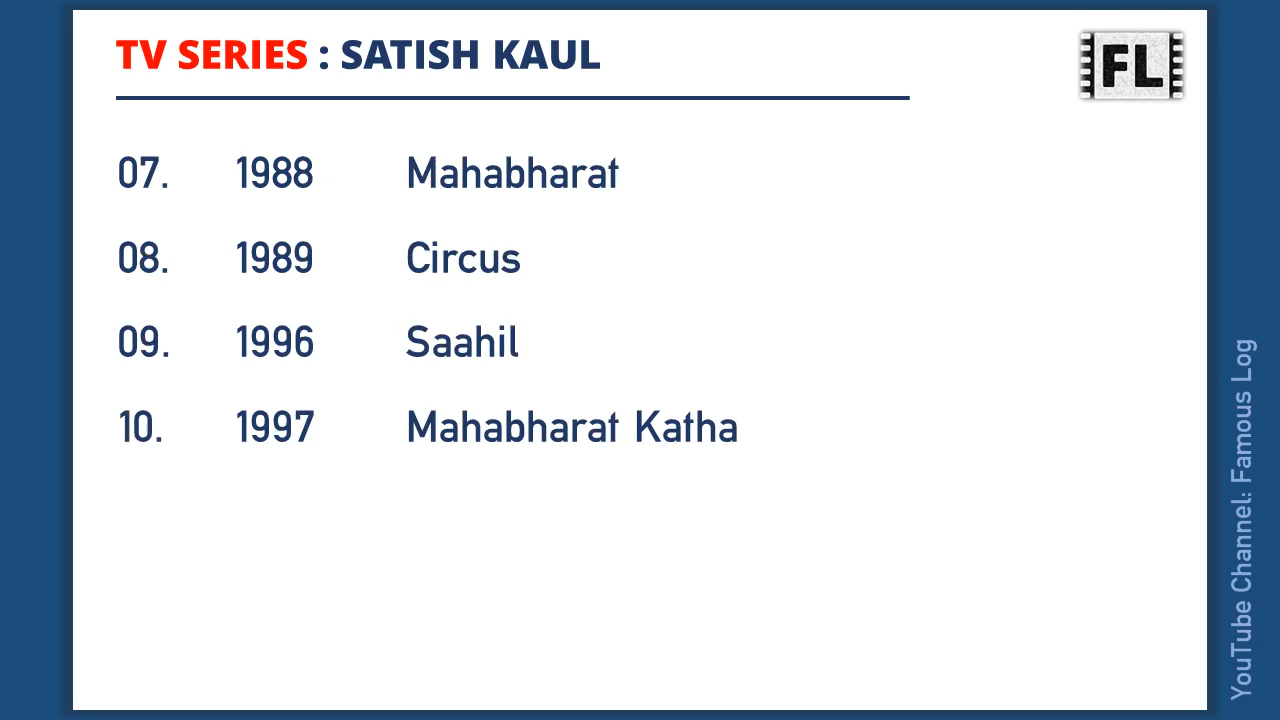 TV SERIES : SATISH KAUL
FL
07. 1988 Mahabharat
08. 1989 Circus
09. 1996 Saahil
10. 1997 Mahabharat Katha
YouTube Channel: Famous Log